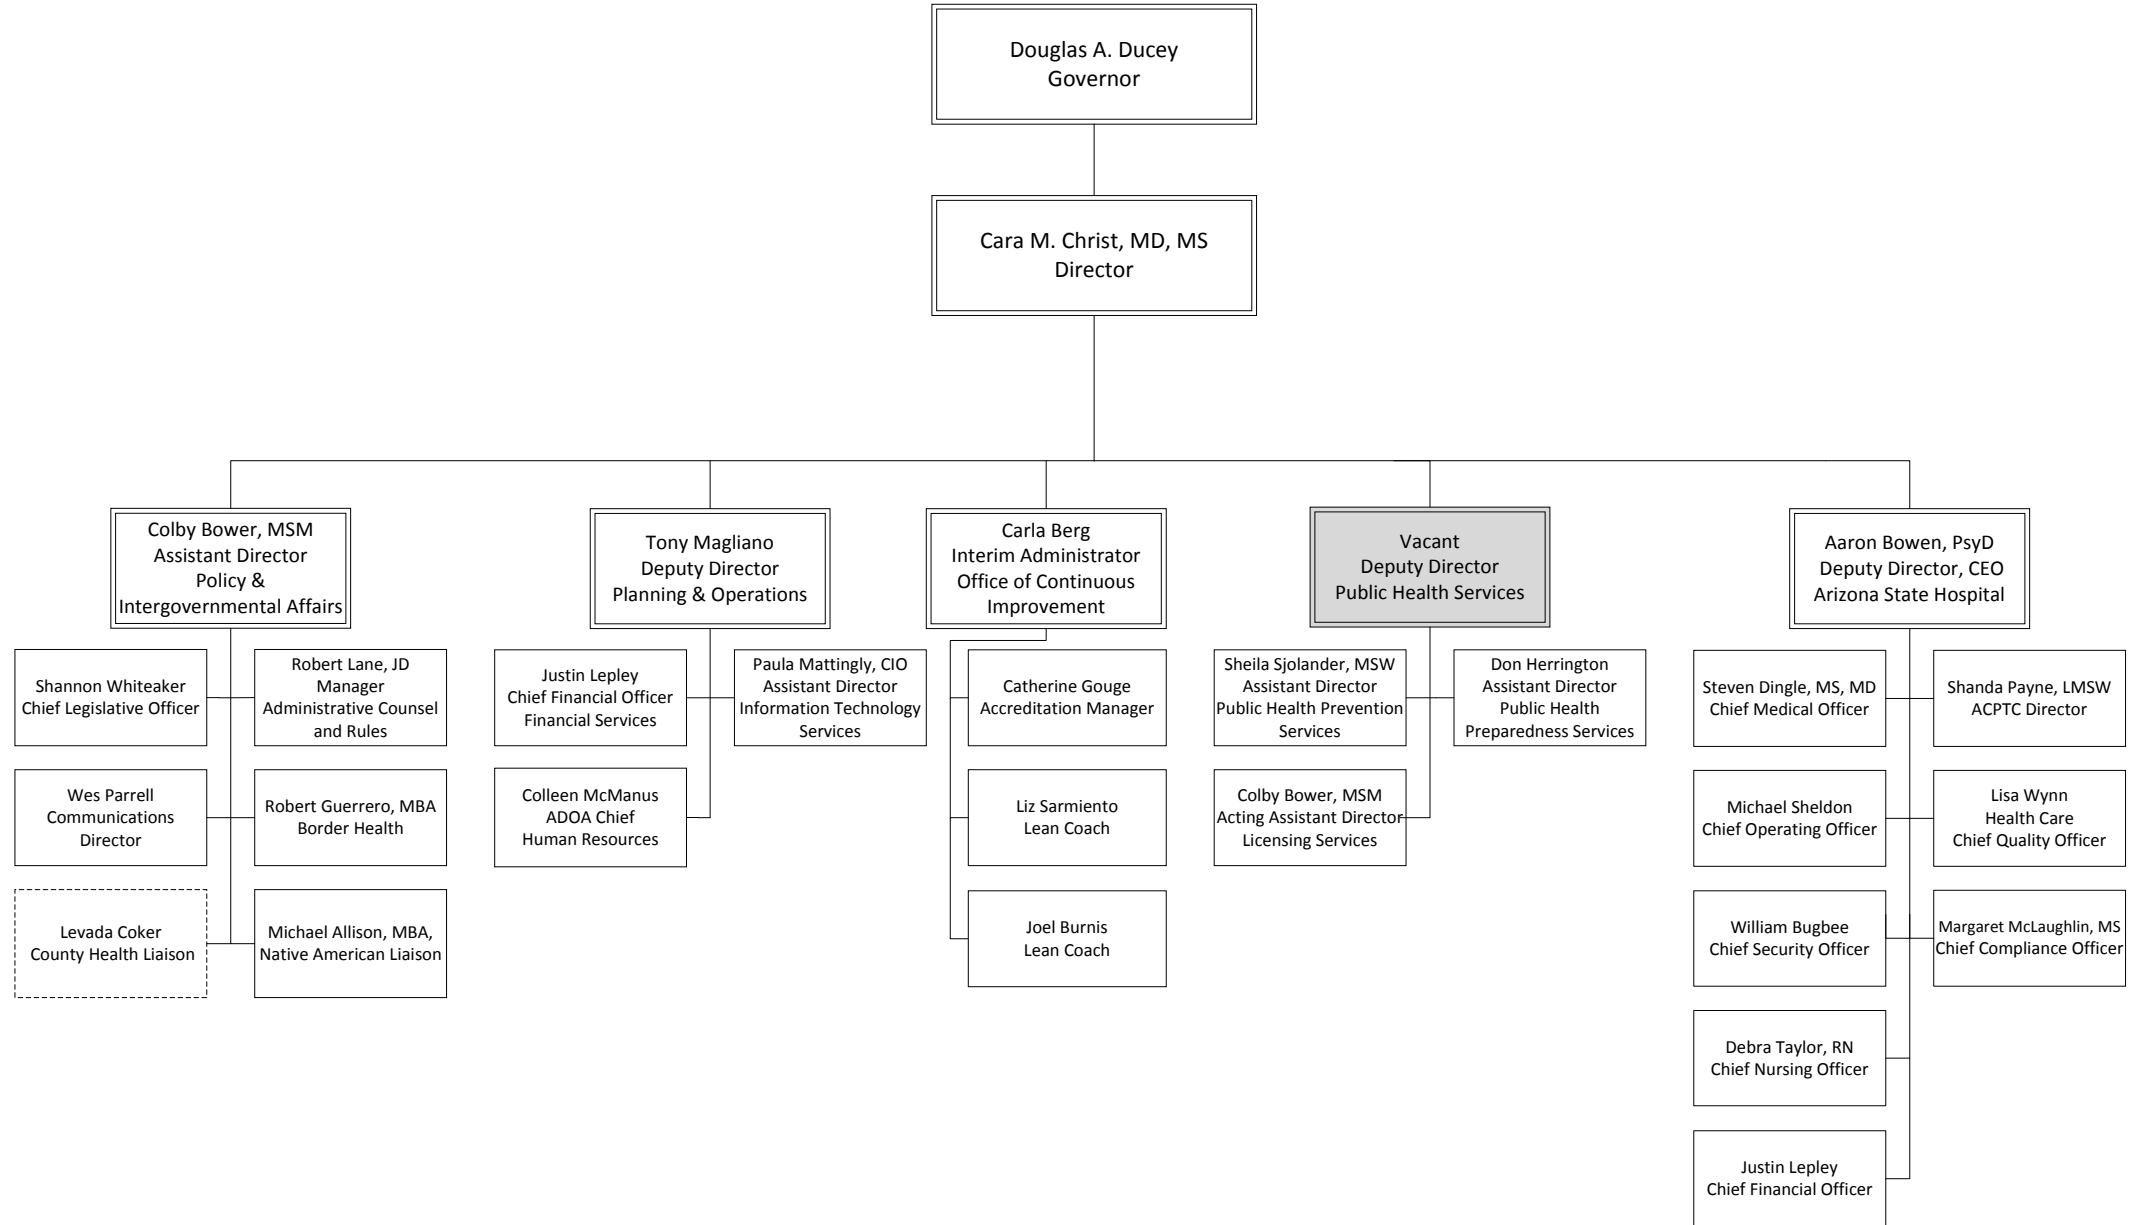 Douglas A. Ducey
Governor
Cara M. Christ, MD, MS
Director
Colby Bower, MSM
Assistant Director
Policy &
Intergovernmental Affairs
Shannon Whiteaker
Chief Legislative Officer
Robert Lane, JD
Manager
Administrative Counsel
and Rules
Wes Parrell
Communications
Director
Robert Guerrero, MBA
Border Health
Levada Coker
County Health Liaison
Michael Allison, MBA,
Native American Liaison
Tony Magliano
Deputy Director
Planning & Operations
Justin Lepley
Chief Financial Officer
Financial Services
Paula Mattingly, CIO
Assistant Director
Information Technology
Services
Colleen McManus
ADOA Chief
Human Resources
Carla Berg
Interim Administrator
Office of Continuous
Improvement
Catherine Gouge
Accreditation Manager
Liz Sarmiento
Lean Coach
Joel Burnis
Lean Coach
Vacant
Deputy Director
Public Health Services
Sheila Sjolander, MSW
Assistant Director
Public Health Prevention
Services
Don Herrington
Assistant Director
Public Health
Preparedness Services
Colby Bower, MSM
Acting Assistant Director
Licensing Services
Aaron Bowen, PsyD
Deputy Director, CEO
Arizona State Hospital
Steven Dingle, MS, MD
Chief Medical Officer
Shanda Payne, LMSW
ACPTC Director
Michael Sheldon
Chief Operating Officer
Lisa Wynn
Health Care
Chief Quality Officer
William Bugbee
Chief Security Officer
Margaret McLaughlin, MS
Chief Compliance Officer
Debra Taylor, RN
Chief Nursing Officer
Justin Lepley
Chief Financial Officer